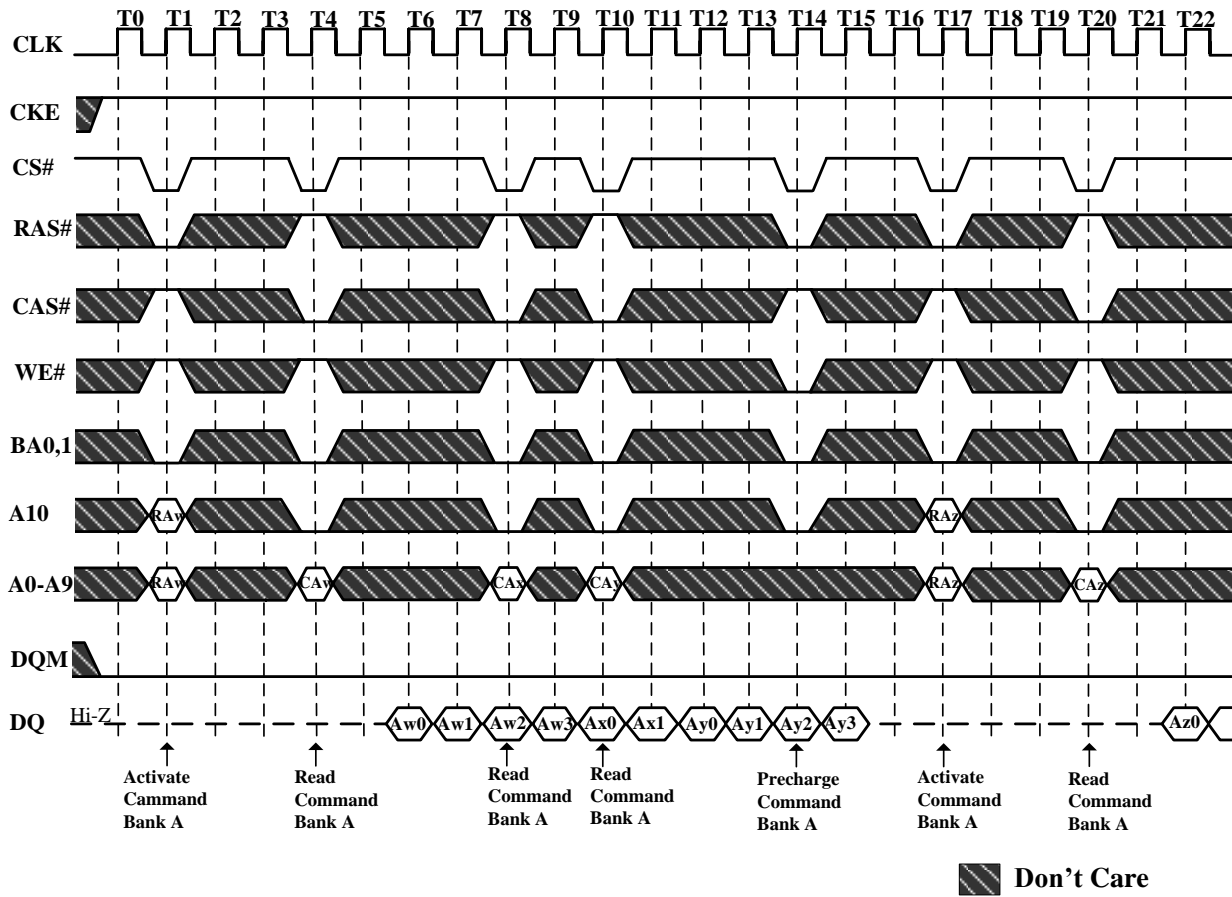 T0 T1 T2 T3 T4 T5 T6 T7 T8 T9 T10 T11 T12 T13 T14 T15 T16 T17 T18 T19 T20 T21 T22
CLK
CKE
CS#
RAS#
CAS#
WE#
BA0,1
A10 RAw RAz
A0-A9 RAw CAw CAx CAy RAz CAz
DQM
DQ Hi-Z Aw0 Aw1 Aw2 Aw3 Ax0 Ax1 Ay0 Ay1 Ay2 Ay3 Az0
Activate
Cammand
Bank A
Read
Command
Bank A
Read
Command
Bank A
Read
Command
Bank A
Precharge
Command
Bank A
Activate
Command
Bank A
Read
Command
Bank A
Don't Care